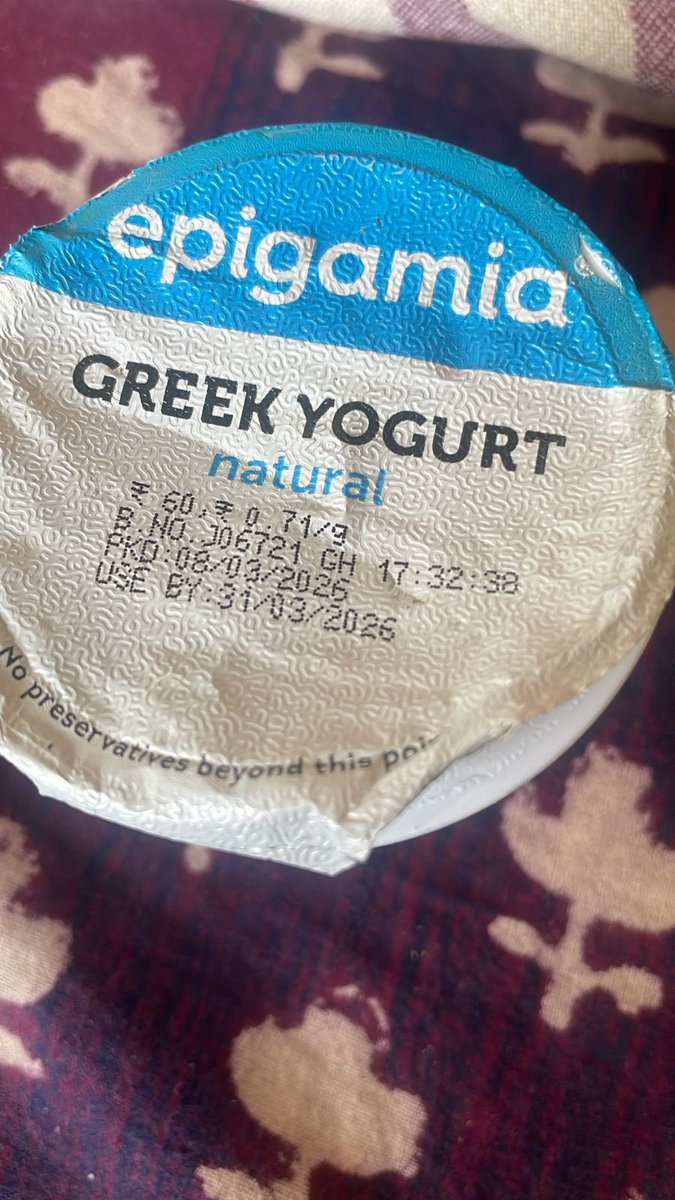 epigamia
GREEK YOGURT
natural
₹ 60,₹ 0.71/g
B.NO.J06721 GH 17:32:38
PKD:08/03/2026
USE BY:31/03/2026
No preservatives beyond this